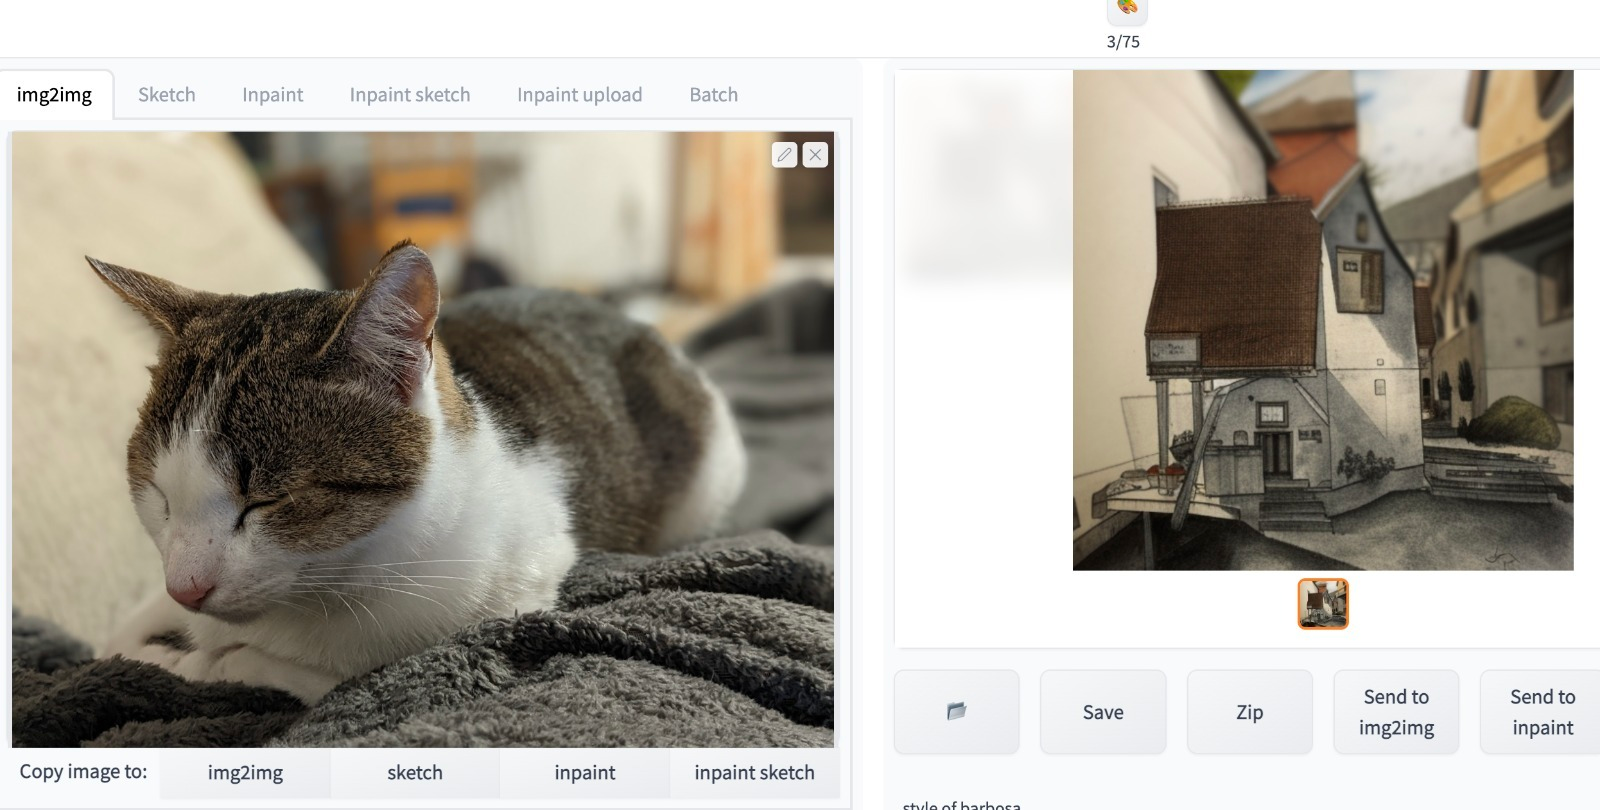 3/75
img2img Sketch Inpaint Inpaint sketch Inpaint upload Batch
Copy image to: img2img sketch inpaint inpaint sketch
Save Zip Send to img2img Send to inpaint
style of barbosa